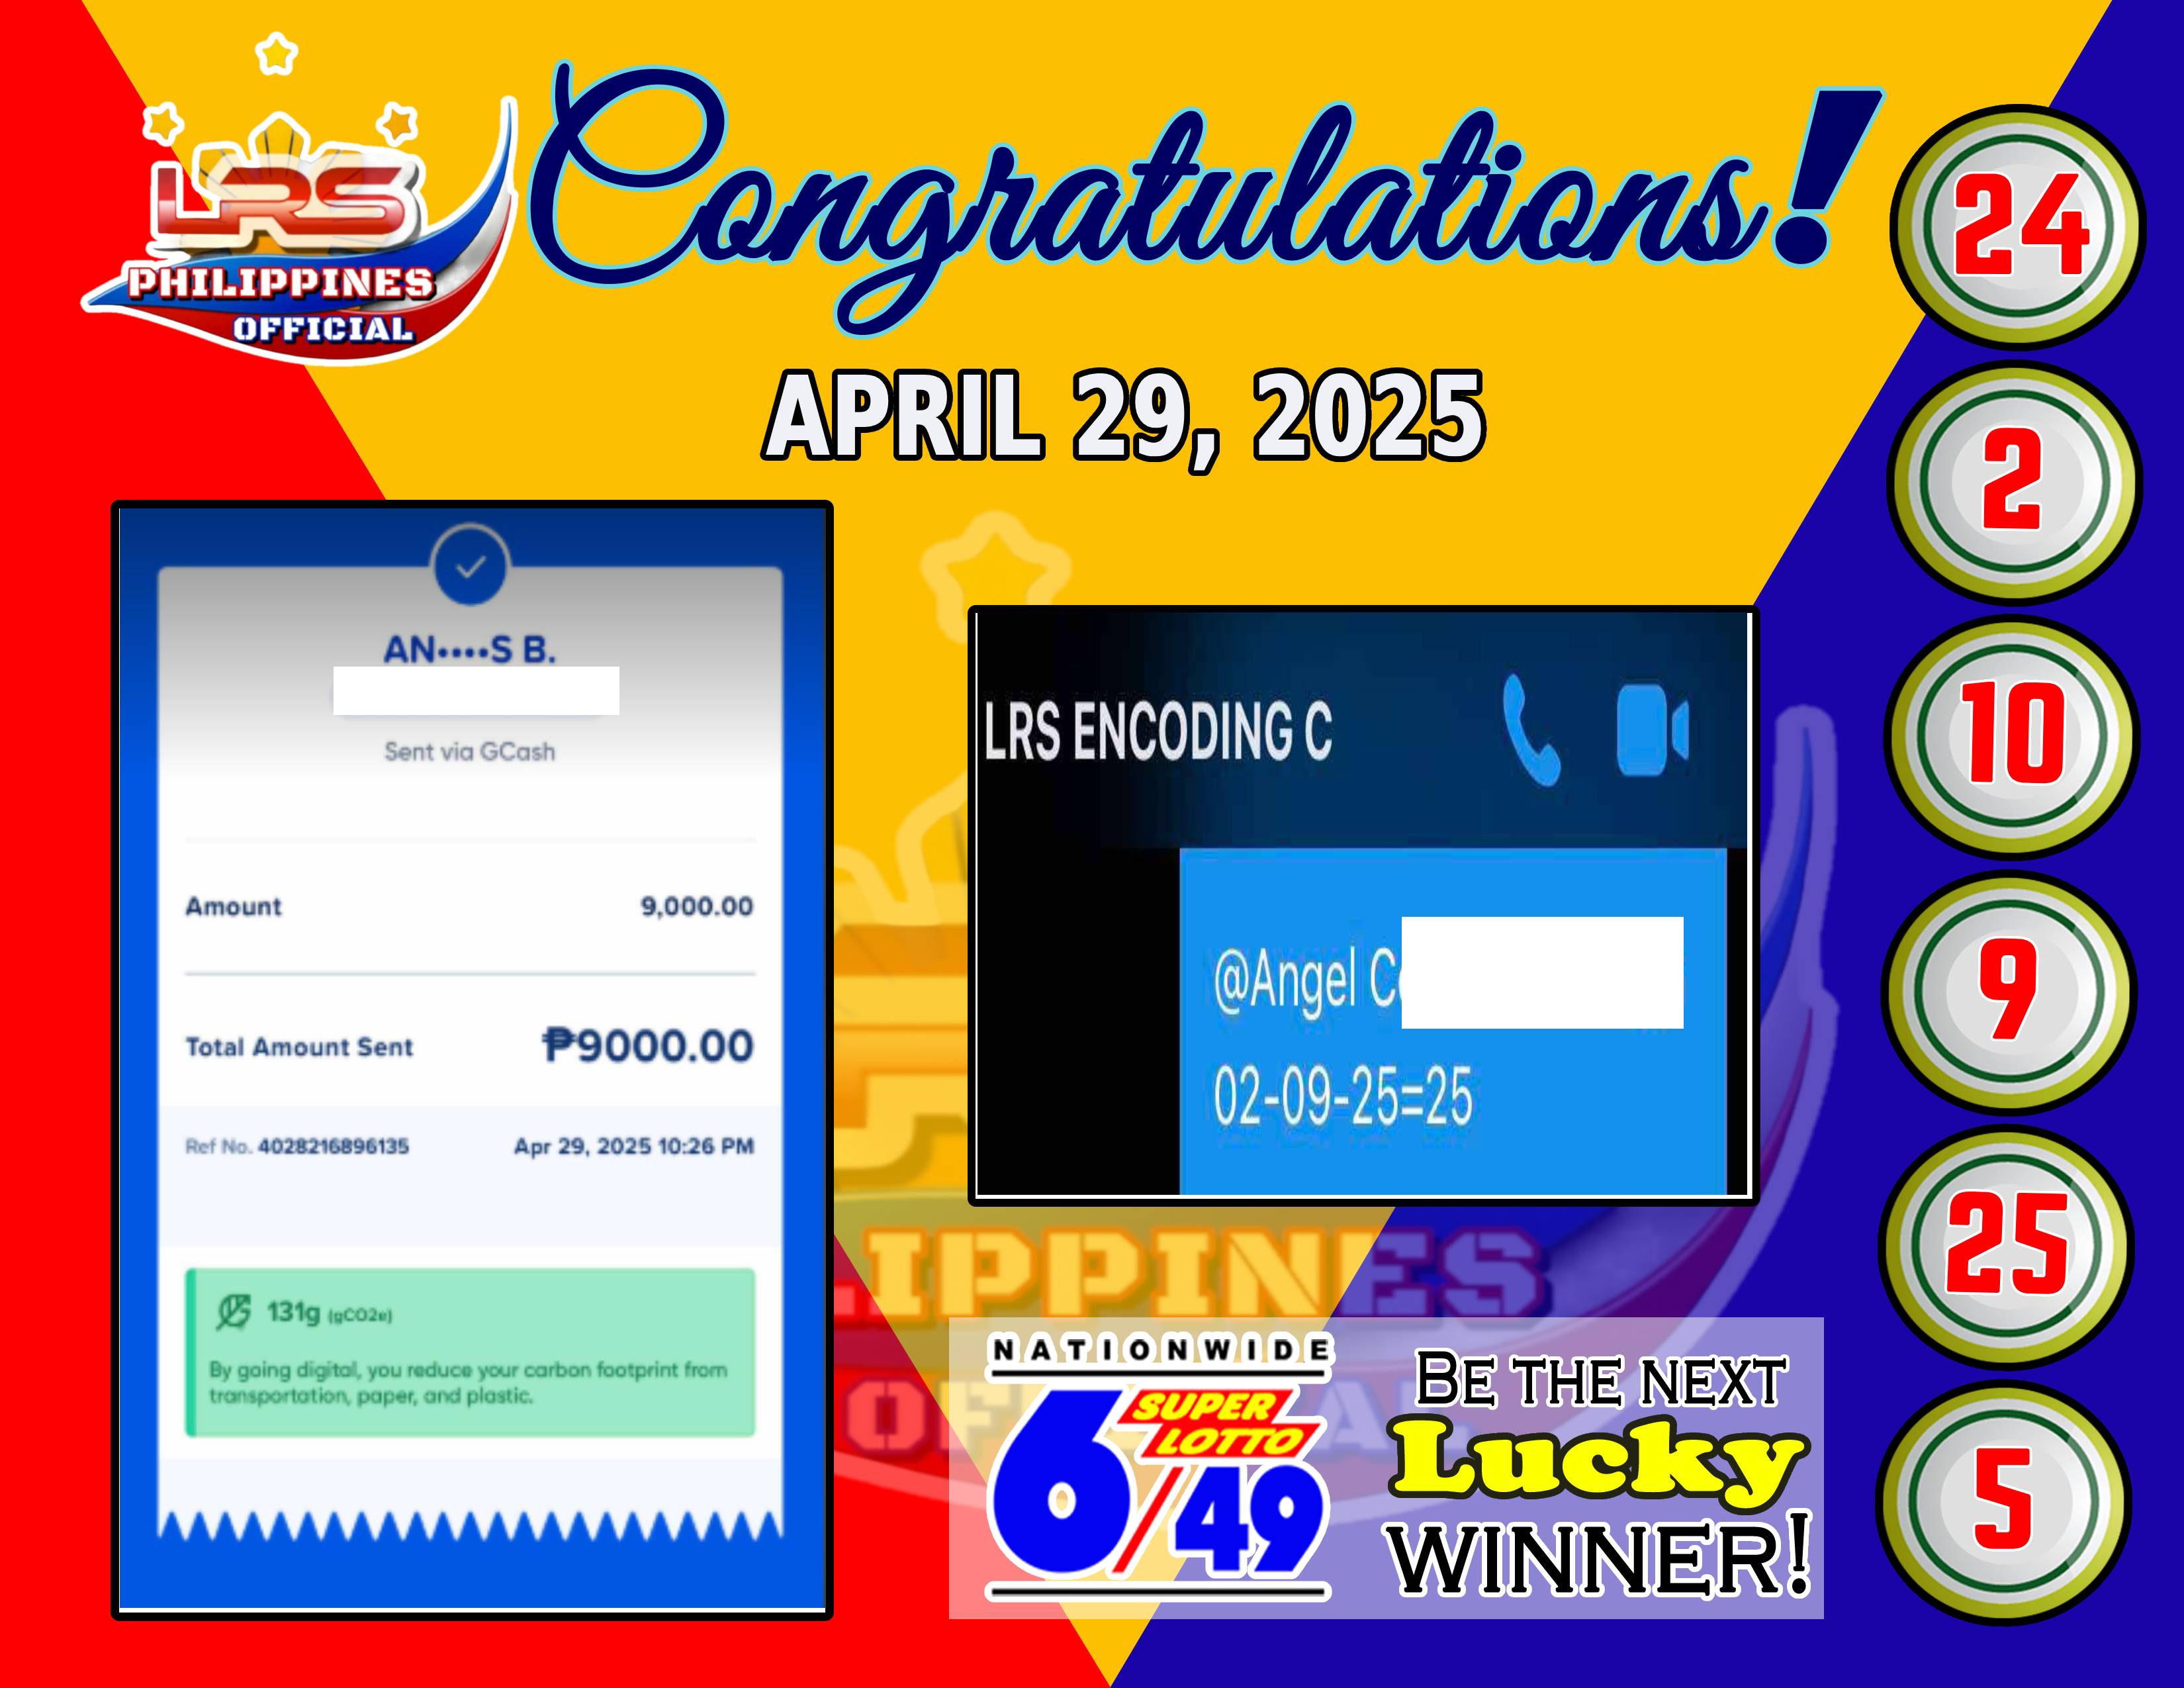 LRS
PHILIPPINES
OFFICIAL
Congratulations!
APRIL 29, 2025
AN••••S B.
Sent via GCash
Amount 9,000.00
Total Amount Sent ₱9000.00
Ref No. 4028216896135 Apr 29, 2025 10:26 PM
131g (gCO2e)
By going digital, you reduce your carbon footprint from
transportation, paper, and plastic.
LRS ENCODING C
@Angel C
02-09-25=25
LIPPINES
NATIONWIDE
SUPER
LOTTO
6/49
BE THE NEXT
Lucky
WINNER!
24
2
10
9
25
5